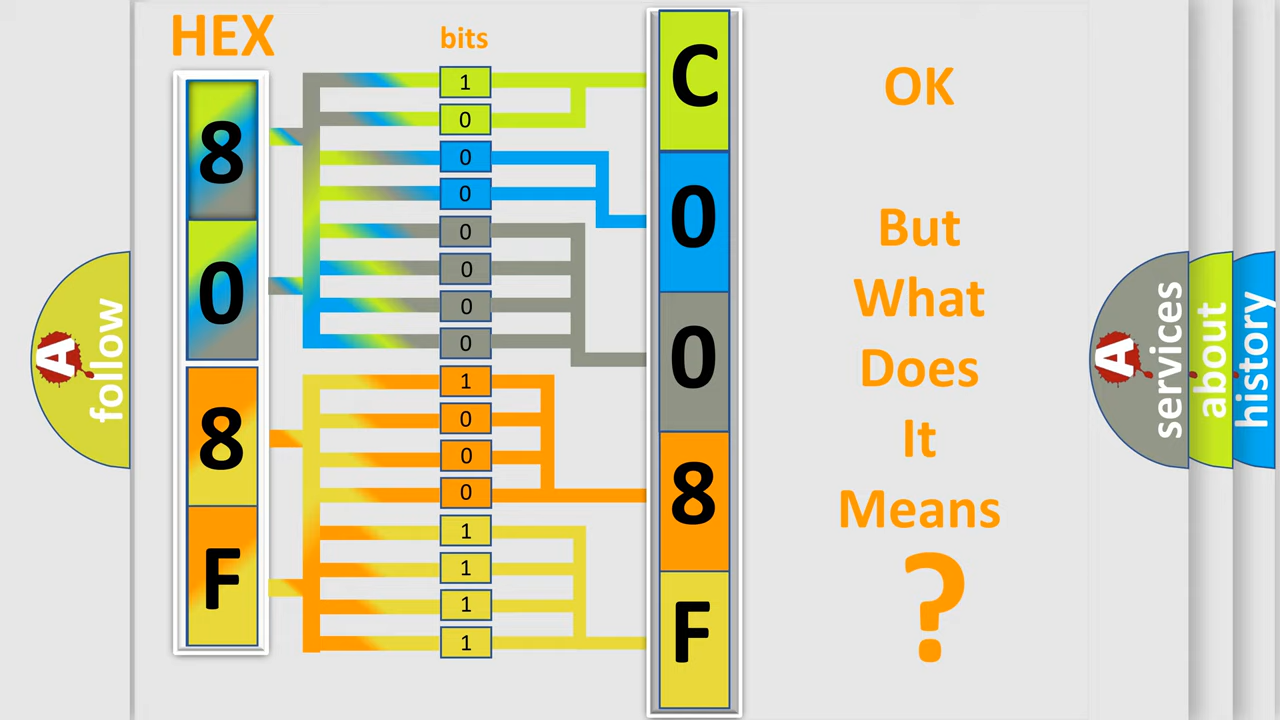 HEX
bits
8
0
8
F
1
0
0
0
0
0
0
0
1
0
0
0
1
1
1
1
C
0
0
8
F
OK
But
What
Does
It
Means
?
A
follow
A
services
about
history